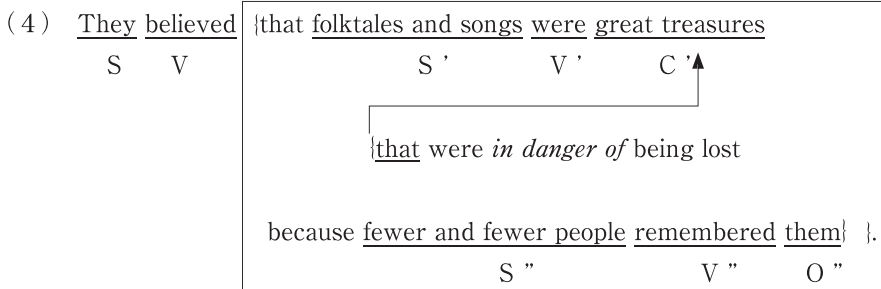 (4) They believed {that folktales and songs were great treasures
S V S ’ V ’ C ’
{that were in danger of being lost
because fewer and fewer people remembered them} }.
S ” V ” O ”